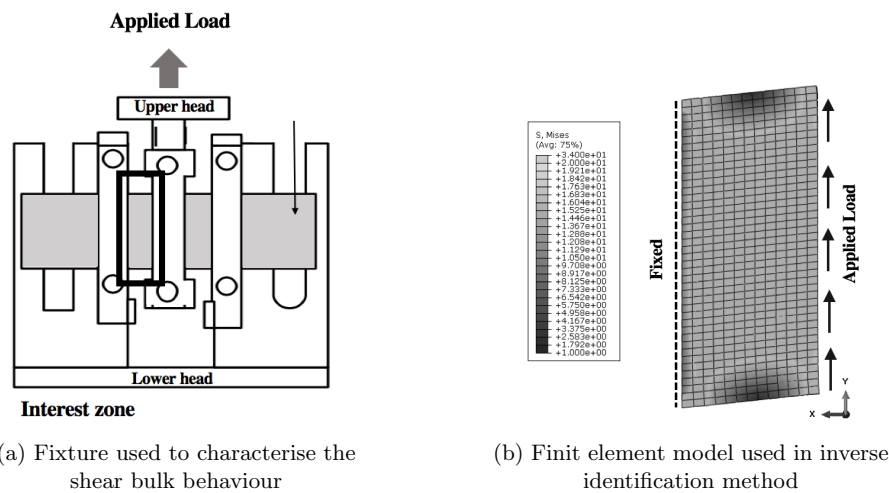 Applied Load
Upper head
Lower head
Interest zone
(a) Fixture used to characterise the
shear bulk behaviour
S, Mises
(Avg: 75%)
+3.400e+01
+2.000e+01
+1.921e+01
+1.842e+01
+1.763e+01
+1.683e+01
+1.604e+01
+1.525e+01
+1.446e+01
+1.367e+01
+1.288e+01
+1.208e+01
+1.129e+01
+1.050e+01
+9.708e+00
+8.917e+00
+8.125e+00
+7.333e+00
+6.542e+00
+5.750e+00
+4.958e+00
+4.167e+00
+3.375e+00
+2.583e+00
+1.792e+00
+1.000e+00
Fixed
Applied Load
Y
X
(b) Finit element model used in inverse
identification method